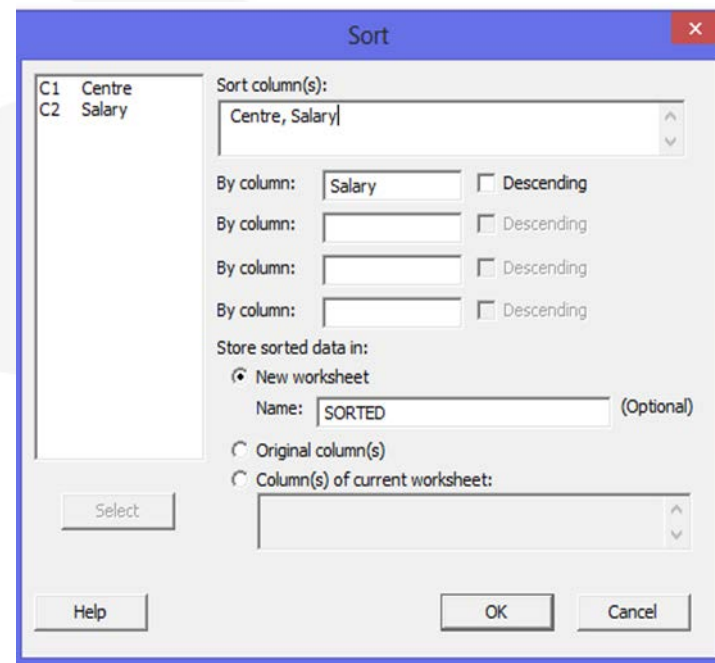 Sort
C1 Centre
C2 Salary
Sort column(s):
Centre, Salary
By column: Salary Descending
By column: Descending
By column: Descending
By column: Descending
Store sorted data in:
New worksheet
Name: SORTED (Optional)
Original column(s)
Column(s) of current worksheet:
Select
Help OK Cancel